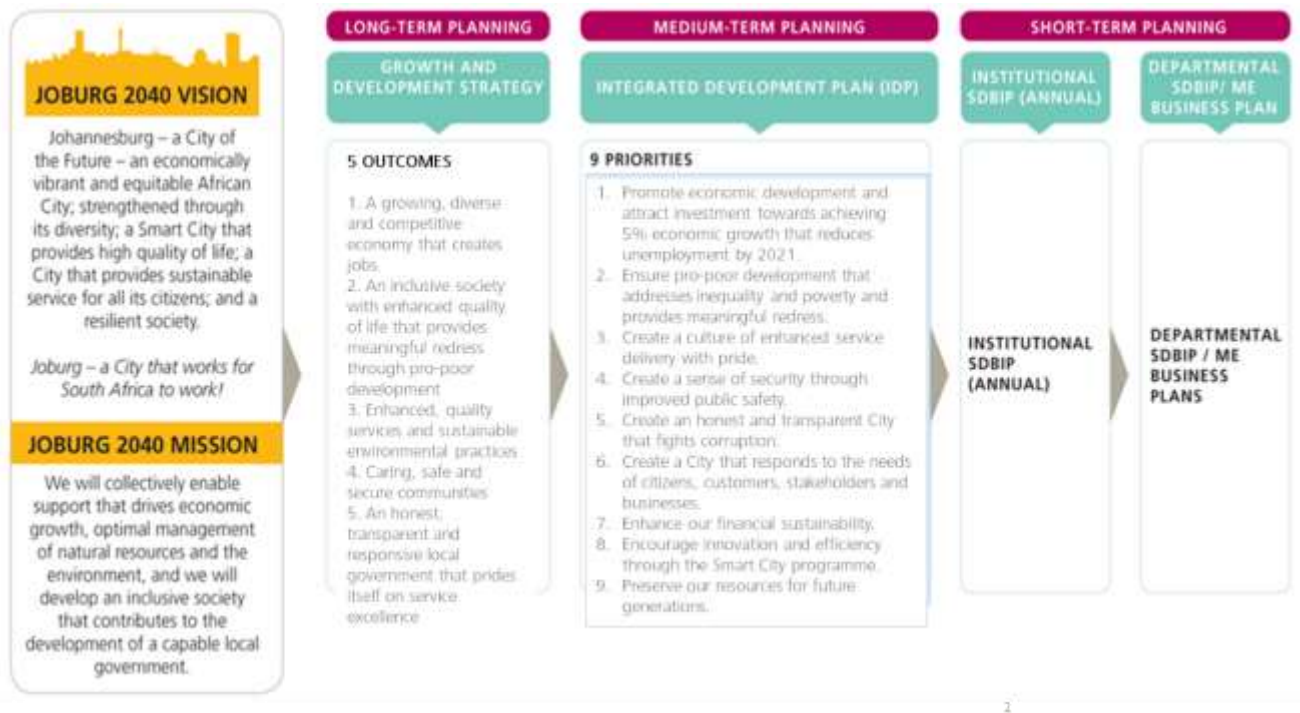 JOBURG 2040 VISION
Johannesburg – a City of
the Future – an economically
vibrant and equitable African
City; strengthened through
its diversity; a Smart City that
provides high quality of life; a
City that provides sustainable
service for all its citizens; and a
resilient society.
Joburg – a City that works for
South Africa to work!
JOBURG 2040 MISSION
We will collectively enable
support that drives economic
growth, optimal management
of natural resources and the
environment, and we will
develop an inclusive society
that contributes to the
development of a capable local
government.
LONG-TERM PLANNING
GROWTH AND
DEVELOPMENT STRATEGY
5 OUTCOMES
1. A growing, diverse
and competitive
economy that creates
jobs.
2. An inclusive society
with enhanced quality
of life that provides
meaningful redress
through pro-poor
development
3. Enhanced, quality
services and sustainable
environmental practices
4. Caring, safe and
secure communities
5. An honest,
transparent and
responsive local
government that prides
itself on service
excellence
MEDIUM-TERM PLANNING
INTEGRATED DEVELOPMENT PLAN (IDP)
9 PRIORITIES
1. Promote economic development and
attract investment towards achieving
5% economic growth that reduces
unemployment by 2021.
2. Ensure pro-poor development that
addresses inequality and poverty and
provides meaningful redress.
3. Create a culture of enhanced service
delivery with pride.
4. Create a sense of security through
improved public safety.
5. Create an honest and transparent City
that fights corruption.
6. Create a City that responds to the needs
of citizens, customers, stakeholders and
businesses.
7. Enhance our financial sustainability.
8. Encourage innovation and efficiency
through the Smart City programme.
9. Preserve our resources for future
generations.
SHORT-TERM PLANNING
INSTITUTIONAL
SDBIP (ANNUAL)
INSTITUTIONAL
SDBIP
(ANNUAL)
DEPARTMENTAL
SDBIP/ ME
BUSINESS PLAN
DEPARTMENTAL
SDBIP / ME
BUSINESS
PLANS
2